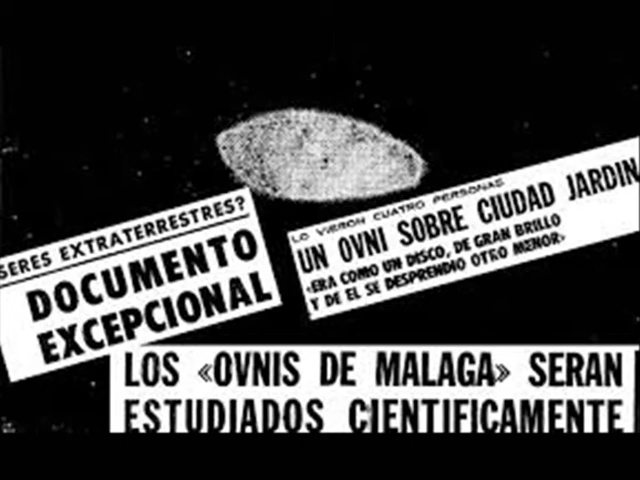 SERES EXTRATERRESTRES?
DOCUMENTO
EXCEPCIONAL
LO VIERON CUATRO PERSONAS
UN OVNI SOBRE CIUDAD JARDIN
«ERA COMO UN DISCO, DE GRAN BRILLO
Y DE EL SE DESPRENDIO OTRO MENOR»
LOS «OVNIS DE MALAGA» SERAN
ESTUDIADOS CIENTIFICAMENTE